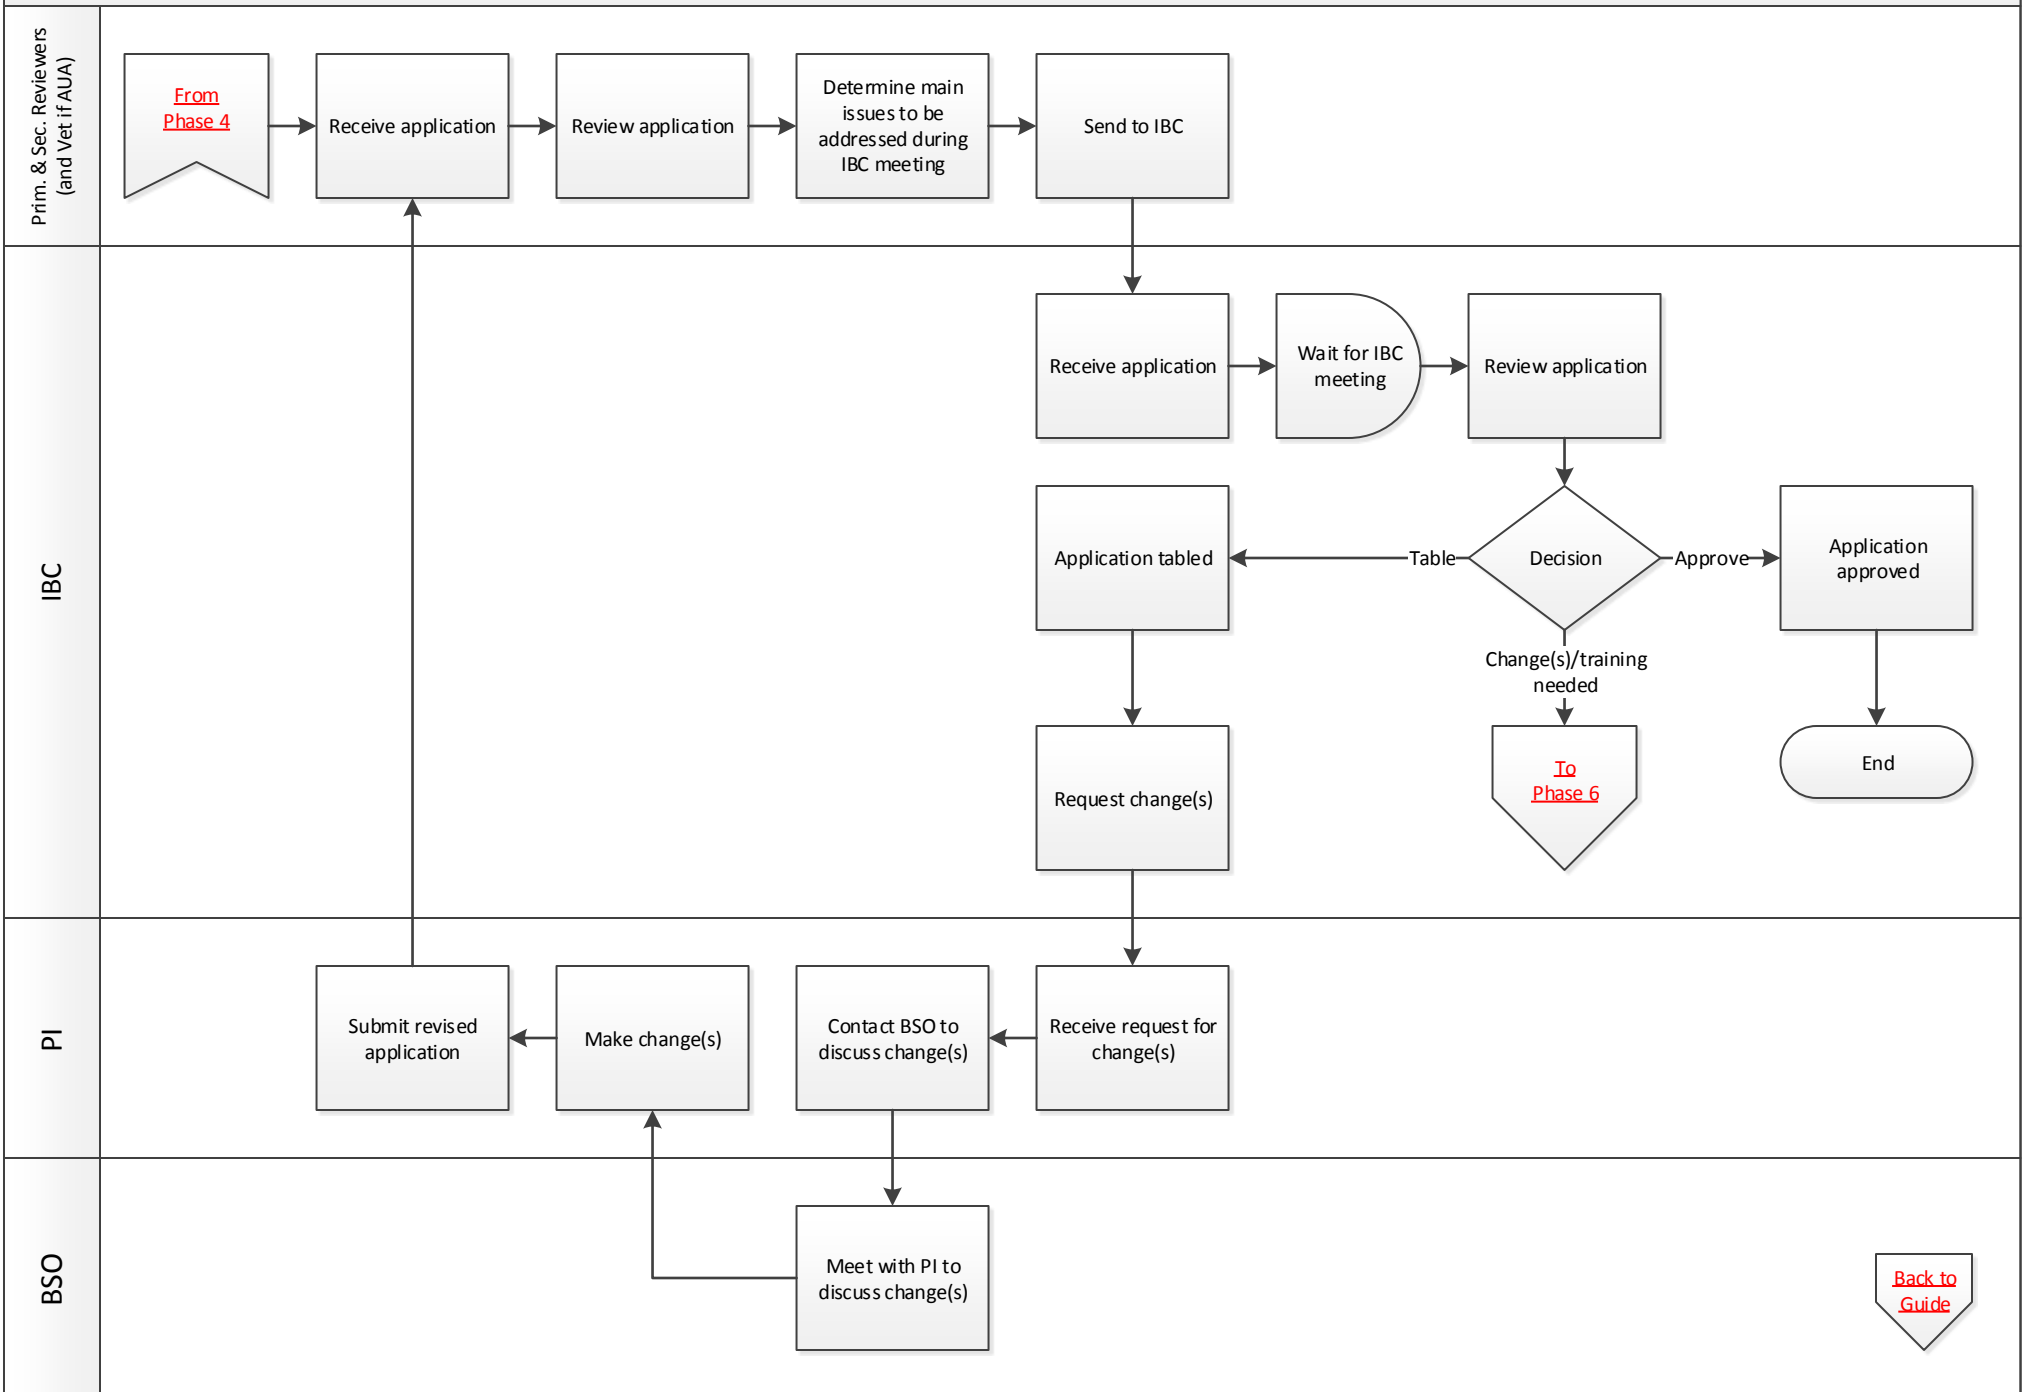 Prim. & Sec. Reviewers
(and Vet if AUA)
From
Phase 4
Receive application
Review application
Determine main
issues to be
addressed during
IBC meeting
Send to IBC
IBC
Receive application
Wait for IBC
meeting
Review application
Application tabled
Table
Decision
Approve
Application
approved
Change(s)/training
needed
Request change(s)
To
Phase 6
End
PI
Submit revised
application
Make change(s)
Contact BSO to
discuss change(s)
Receive request for
change(s)
BSO
Meet with PI to
discuss change(s)
Back to
Guide